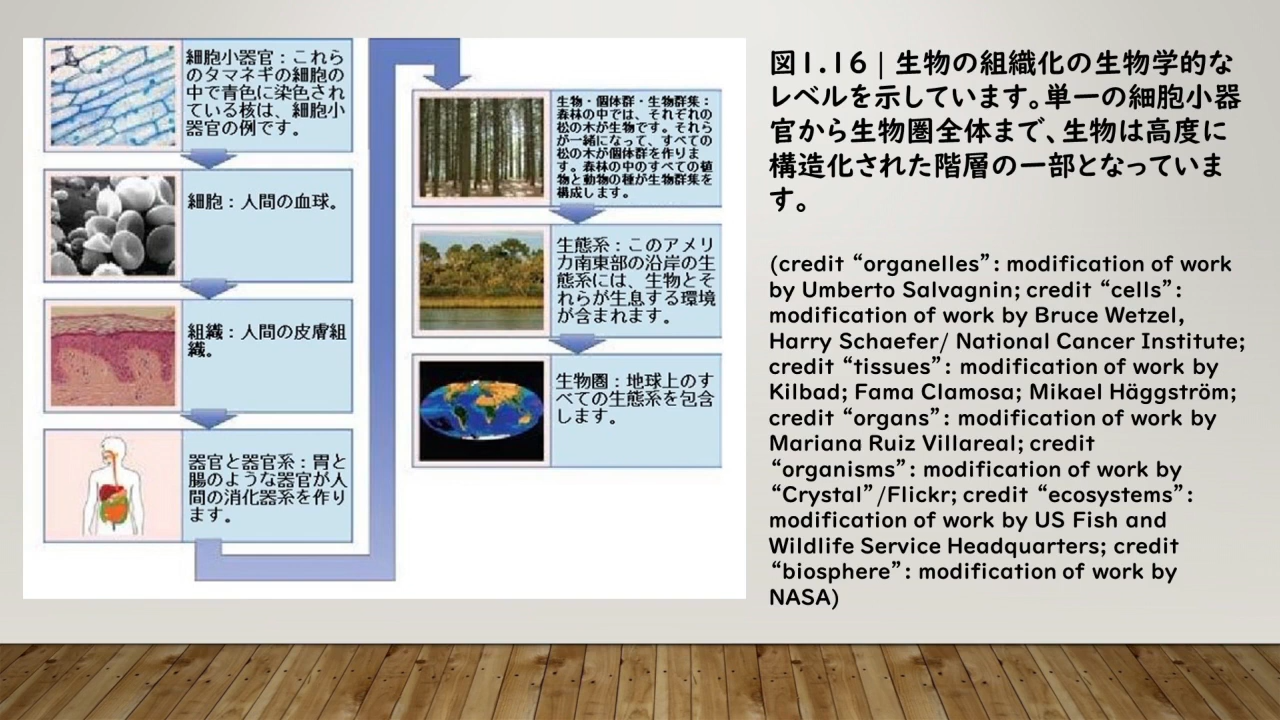 細胞小器官：これら
のタマネギの細胞の
中で青色に染色され
ている核は、細胞小
器官の例です。
細胞：人間の血球。
組織：人間の皮膚組
織。
器官と器官系：胃と
腸のような器官が人
間の消化器系を作り
ます。
生物・個体群・生物群集：
森林の中では、それぞれの
松の木が生物です。それら
が一緒になって、すべての
松の木が個体群を作りま
す。森林の中のすべての植
物と動物の種が生物群集を
構成します。
生態系：このアメリ
カ南東部の沿岸の生
態系には、生物とそ
れらが生息する環境
が含まれます。
生物圏：地球上のす
べての生態系を包含
します。
図1.16 | 生物の組織化の生物学的な
レベルを示しています。単一の細胞小器
官から生物圏全体まで、生物は高度に
構造化された階層の一部となっていま
す。
(credit “organelles”: modification of work
by Umberto Salvagnin; credit “cells”:
modification of work by Bruce Wetzel,
Harry Schaefer/ National Cancer Institute;
credit “tissues”: modification of work by
Kilbad; Fama Clamosa; Mikael Häggström;
credit “organs”: modification of work by
Mariana Ruiz Villareal; credit
“organisms”: modification of work by
“Crystal”/Flickr; credit “ecosystems”:
modification of work by US Fish and
Wildlife Service Headquarters; credit
“biosphere”: modification of work by
NASA)